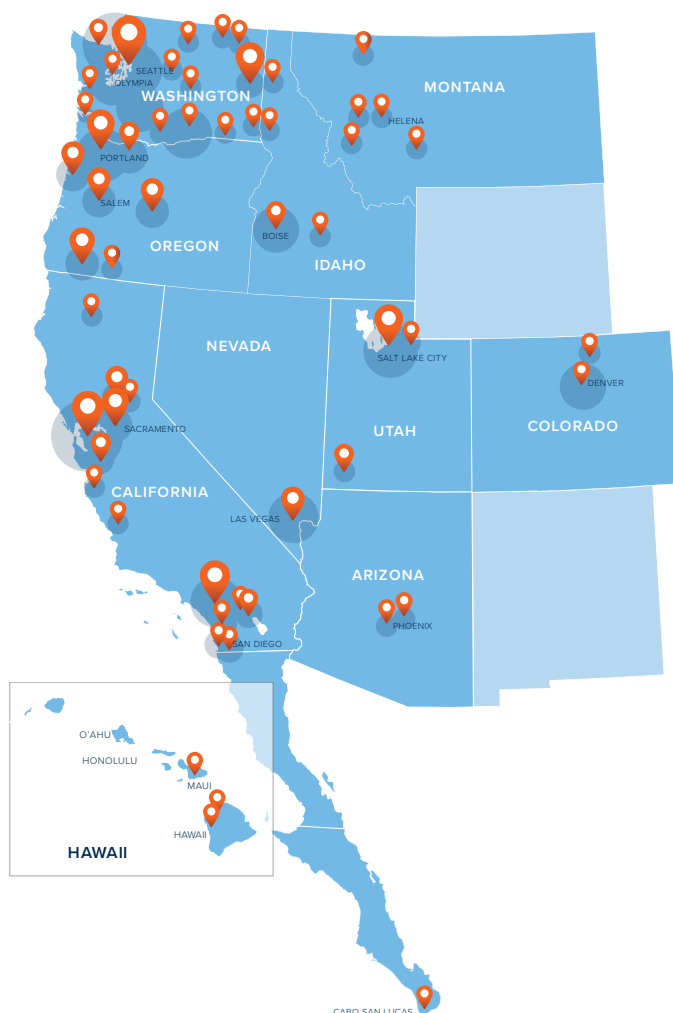 SEATTLE
OLYMPIA
MONTANA
WASHINGTON
HELENA
PORTLAND
SALEM
BOISE
OREGON
IDAHO
NEVADA
SALT LAKE CITY
DENVER
COLORADO
SACRAMENTO
UTAH
CALIFORNIA
LAS VEGAS
ARIZONA
PHOENIX
SAN DIEGO
O'AHU
HONOLULU
MAUI
HAWAII
HAWAII
CABO SAN LUCAS